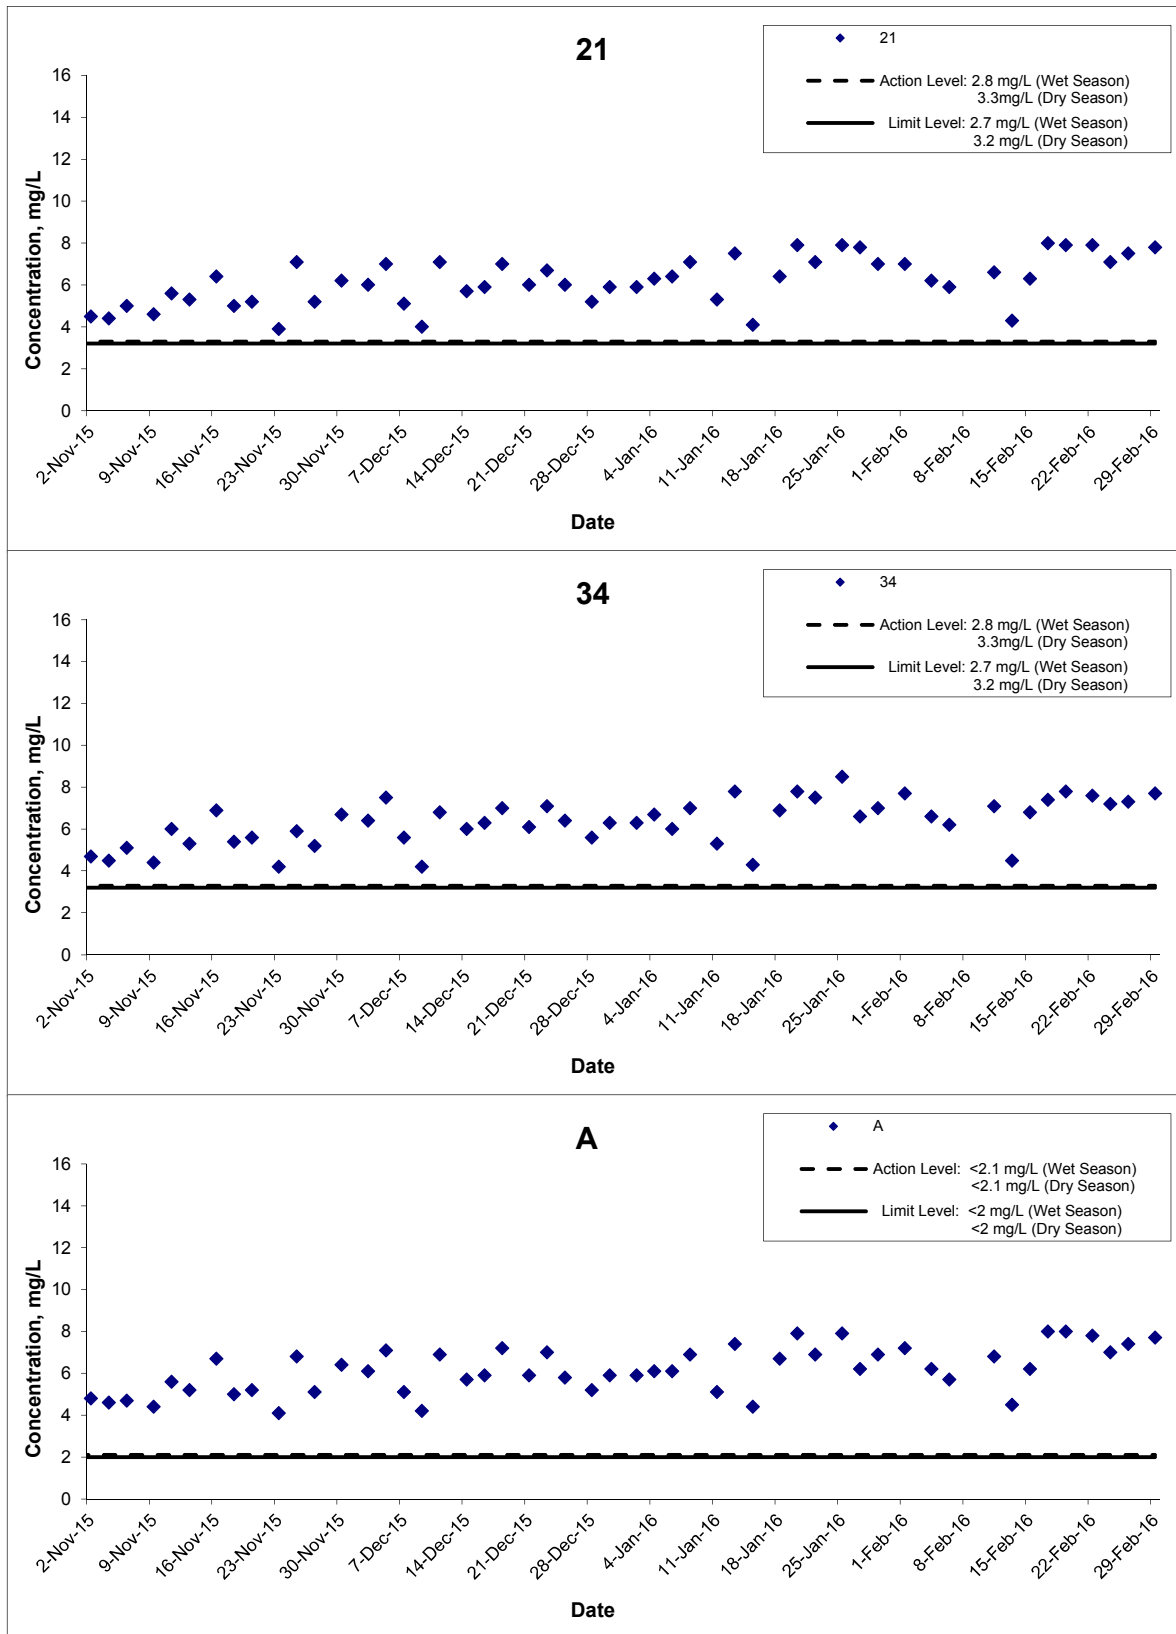 21
21
Action Level: 2.8 mg/L (Wet Season)
3.3mg/L (Dry Season)
Limit Level: 2.7 mg/L (Wet Season)
3.2 mg/L (Dry Season)
Concentration, mg/L
16
14
12
10
8
6
4
2
0
2-Nov-15
9-Nov-15
16-Nov-15
23-Nov-15
30-Nov-15
7-Dec-15
14-Dec-15
21-Dec-15
28-Dec-15
4-Jan-16
11-Jan-16
18-Jan-16
25-Jan-16
1-Feb-16
8-Feb-16
15-Feb-16
22-Feb-16
29-Feb-16
Date
34
34
Action Level: 2.8 mg/L (Wet Season)
3.3mg/L (Dry Season)
Limit Level: 2.7 mg/L (Wet Season)
3.2 mg/L (Dry Season)
Concentration, mg/L
16
14
12
10
8
6
4
2
0
2-Nov-15
9-Nov-15
16-Nov-15
23-Nov-15
30-Nov-15
7-Dec-15
14-Dec-15
21-Dec-15
28-Dec-15
4-Jan-16
11-Jan-16
18-Jan-16
25-Jan-16
1-Feb-16
8-Feb-16
15-Feb-16
22-Feb-16
29-Feb-16
Date
A
A
Action Level: <2.1 mg/L (Wet Season)
<2.1 mg/L (Dry Season)
Limit Level: <2 mg/L (Wet Season)
<2 mg/L (Dry Season)
Concentration, mg/L
16
14
12
10
8
6
4
2
0
2-Nov-15
9-Nov-15
16-Nov-15
23-Nov-15
30-Nov-15
7-Dec-15
14-Dec-15
21-Dec-15
28-Dec-15
4-Jan-16
11-Jan-16
18-Jan-16
25-Jan-16
1-Feb-16
8-Feb-16
15-Feb-16
22-Feb-16
29-Feb-16
Date